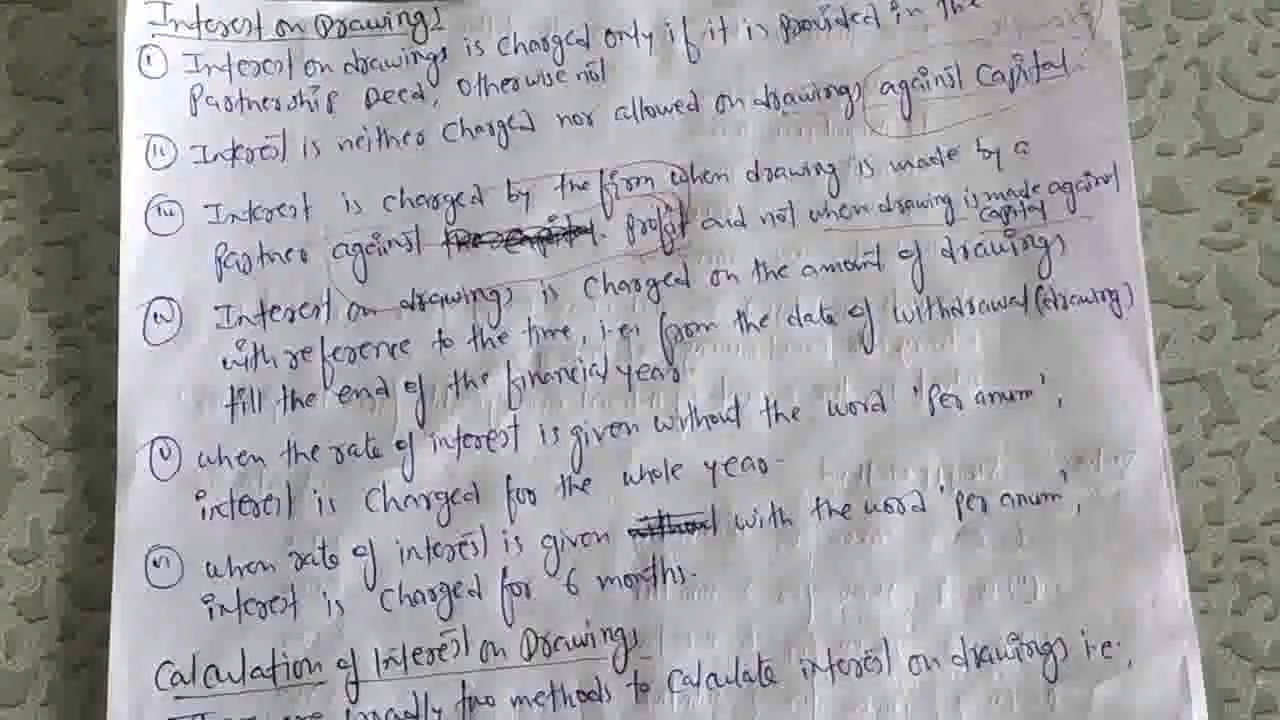 Interest on Drawings
(i) Interest on drawings is charged only if it is provided in the
Partnership Deed, otherwise not
(ii) Interest is neither charged nor allowed on drawings against Capital.
(iii) Interest is charged by the firm when drawing is made by a
Partner against the capital. profit and not when drawing is made against
capital
(iv) Interest on drawings is charged on the amount of drawings
with reference to the time, i.e. from the date of withdrawal (drawing)
till the end of the financial year.
(v) when the rate of interest is given without the word 'per anum',
interest is charged for the whole year.
(vi) when rate of interest is given without with the word 'per anum',
interest is charged for 6 months.
Calculation of Interest on Drawings
two methods to calculate interest on drawings i.e.,